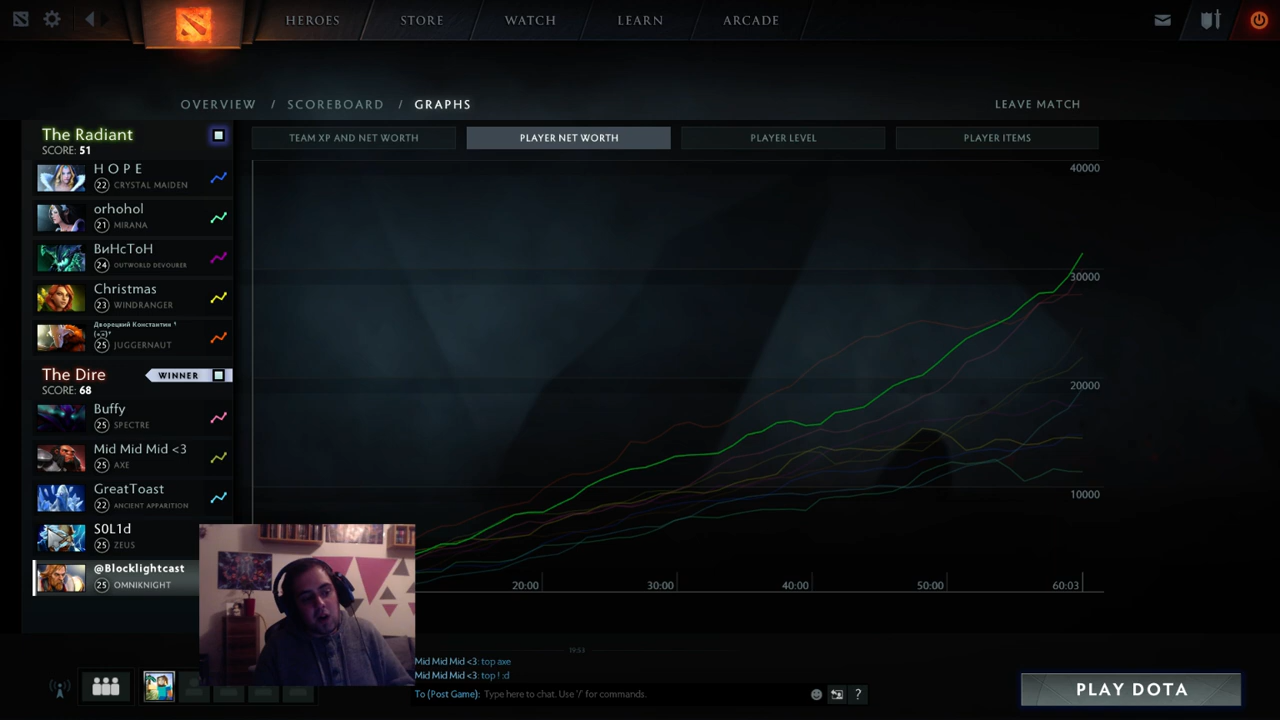 HEROES
STORE
WATCH
LEARN
ARCADE
OVERVIEW / SCOREBOARD / GRAPHS
LEAVE MATCH
TEAM XP AND NET WORTH
PLAYER NET WORTH
PLAYER LEVEL
PLAYER ITEMS
The Radiant
SCORE: 51
H O P E
22 CRYSTAL MAIDEN
orhohol
21 MIRANA
ВиНсТоН
24 OUTWORLD DEVOURER
Christmas
23 WINDRANGER
Дворецкий Константин
25 JUGGERNAUT
The Dire
WINNER
SCORE: 68
Buffy
25 SPECTRE
Mid Mid Mid <3
25 AXE
GreatToast
22 ANCIENT APPARITION
S0L1d
25 ZEUS
@Blocklightcast
25 OMNIKNIGHT
40000
30000
20000
10000
20:00
30:00
40:00
50:00
60:03
19:53
Mid Mid Mid <3: top axe
Mid Mid Mid <3: top ! :d
To (Post Game): Type here to chat. Use '/' for commands.
?
PLAY DOTA